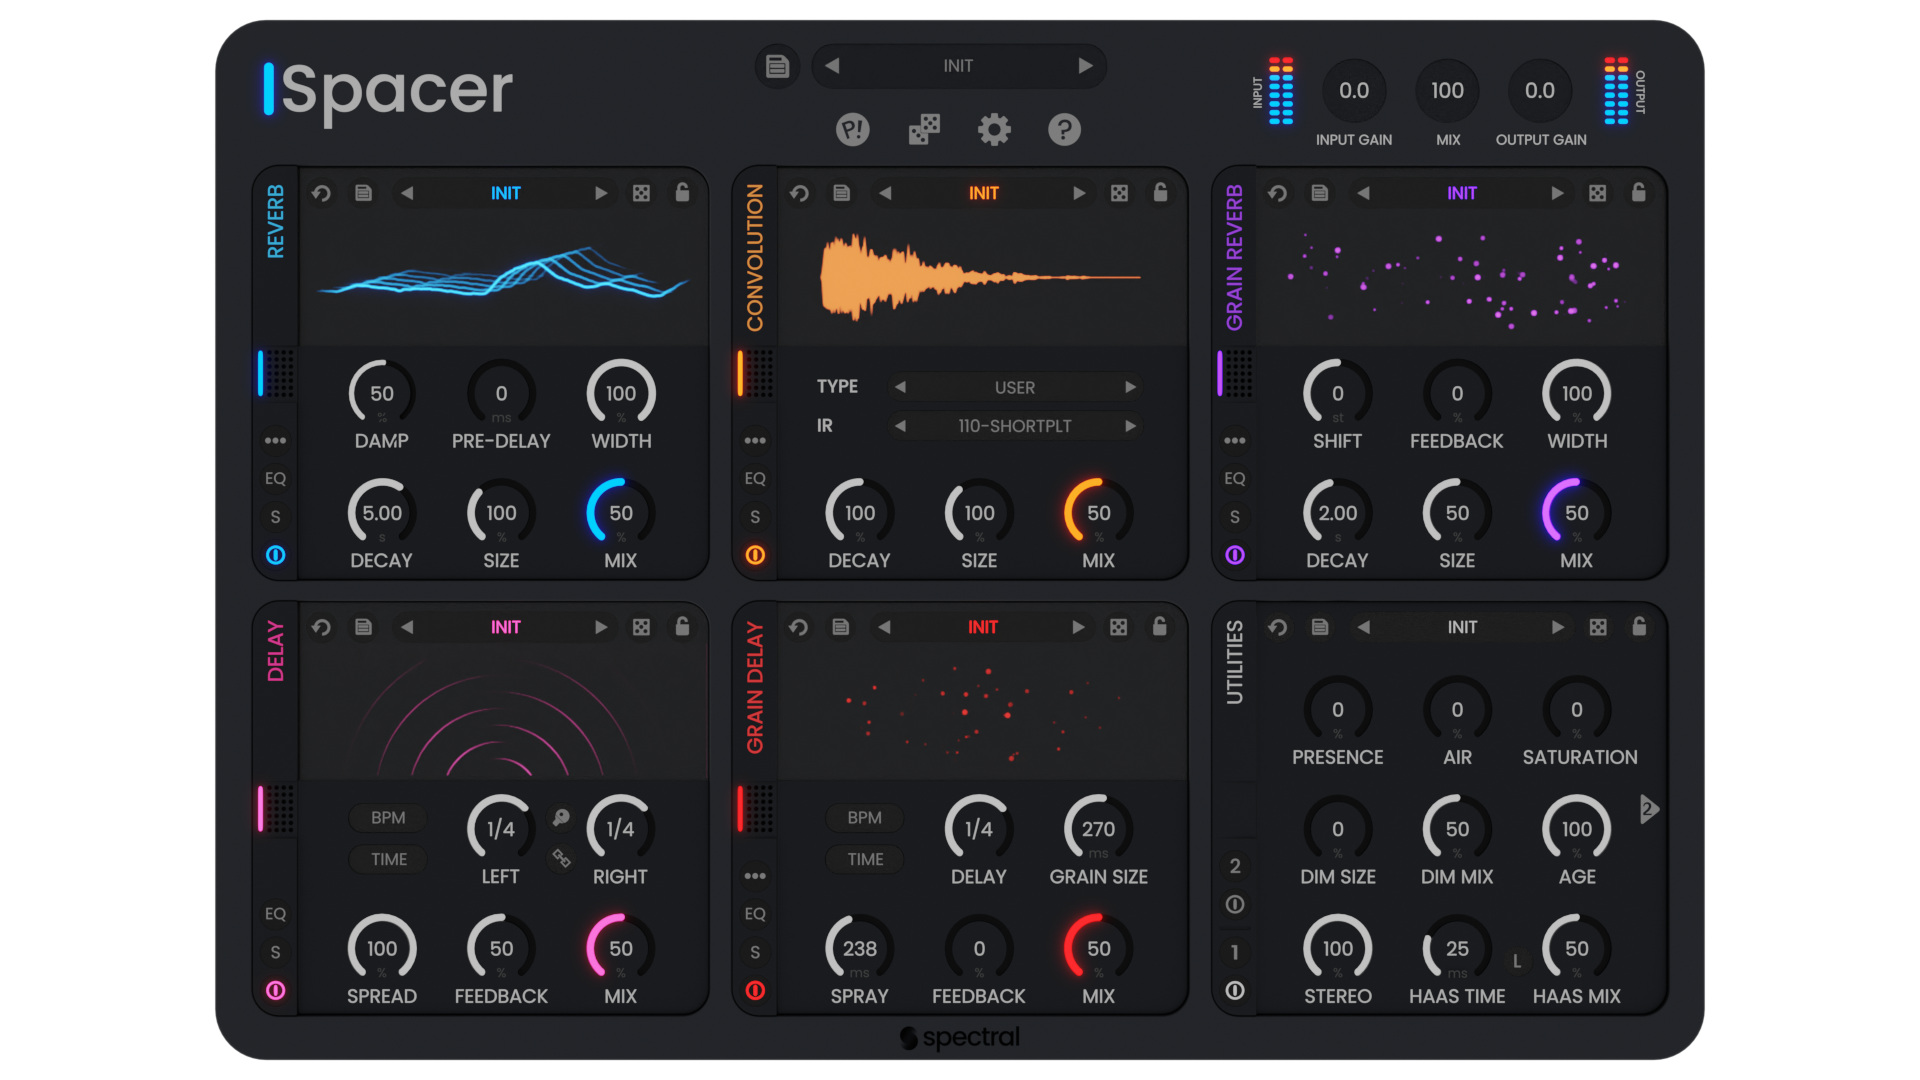 Spacer
INIT
P!
?
INPUT
0.0
100
0.0
OUTPUT
INPUT GAIN
MIX
OUTPUT GAIN
REVERB
INIT
50
%
0
ms
100
%
DAMP
PRE-DELAY
WIDTH
EQ
S
5.00
s
100
%
50
%
DECAY
SIZE
MIX
CONVOLUTION
INIT
TYPE
USER
IR
110-SHORTPLT
EQ
S
100
%
100
%
50
%
DECAY
SIZE
MIX
GRAIN REVERB
INIT
0
st
0
%
100
%
SHIFT
FEEDBACK
WIDTH
EQ
S
2.00
s
50
%
50
%
DECAY
SIZE
MIX
DELAY
INIT
BPM
TIME
1/4
1/4
LEFT
RIGHT
EQ
S
100
%
50
%
50
%
SPREAD
FEEDBACK
MIX
GRAIN DELAY
INIT
BPM
TIME
1/4
270
ms
DELAY
GRAIN SIZE
EQ
S
238
ms
0
%
50
%
SPRAY
FEEDBACK
MIX
UTILITIES
INIT
0
%
0
%
0
%
PRESENCE
AIR
SATURATION
0
%
50
%
100
%
2
DIM SIZE
DIM MIX
AGE
2
1
100
%
25
ms
L
50
%
STEREO
HAAS TIME
HAAS MIX
spectral